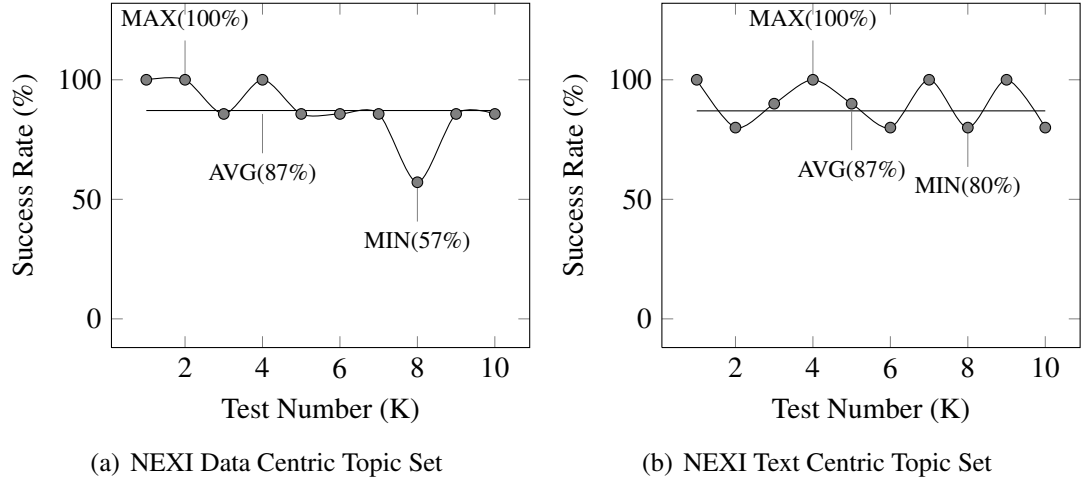 MAX(100%)
100
50
0
AVG(87%)
MIN(57%)
2 4 6 8 10
Success Rate (%)
Test Number (K)
(a) NEXI Data Centric Topic Set
MAX(100%)
100
50
0
AVG(87%)
MIN(80%)
2 4 6 8 10
Success Rate (%)
Test Number (K)
(b) NEXI Text Centric Topic Set